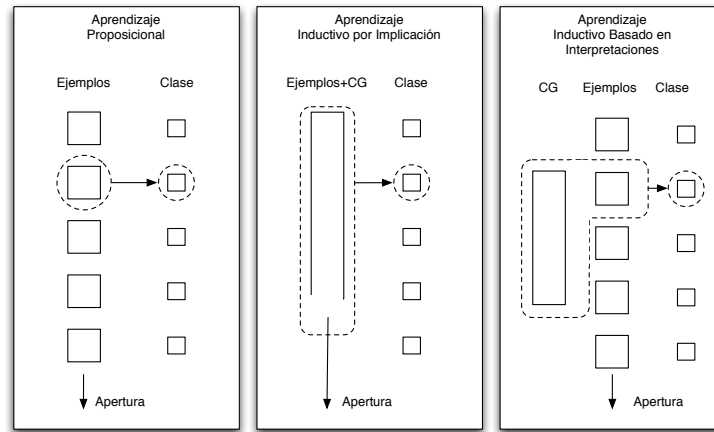 Aprendizaje
Proposicional
Ejemplos
Clase
Apertura
Aprendizaje
Inductivo por Implicación
Ejemplos+CG
Clase
Apertura
Aprendizaje
Inductivo Basado en
Interpretaciones
CG
Ejemplos
Clase
Apertura